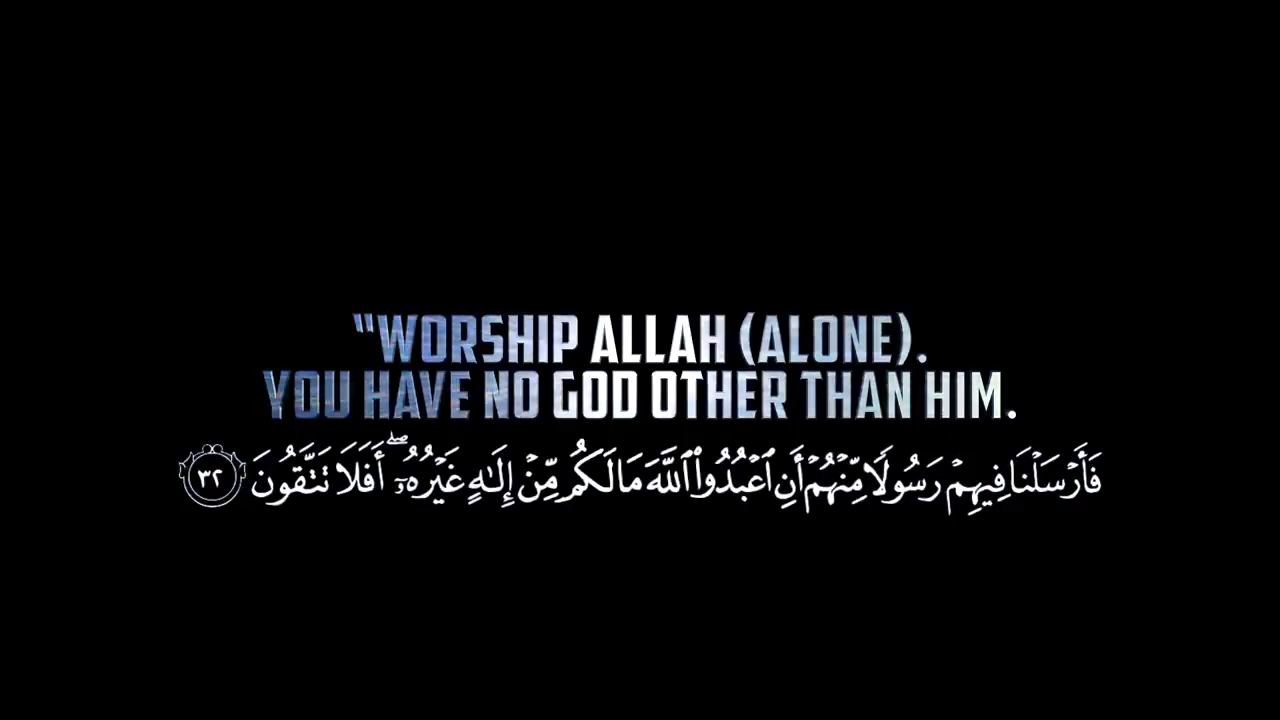 "WORSHIP ALLAH (ALONE).
YOU HAVE NO GOD OTHER THAN HIM.
فَأَرْسَلْنَا فِيهِمْ رَسُولًا مِّنْهُمْ أَنِ ٱعْبُدُوا۟ ٱللَّهَ مَا لَكُم مِّنْ إِلَـٰهٍ غَيْرُهُۥٓ ۖ أَفَلَا تَتَّقُونَ ٣٢